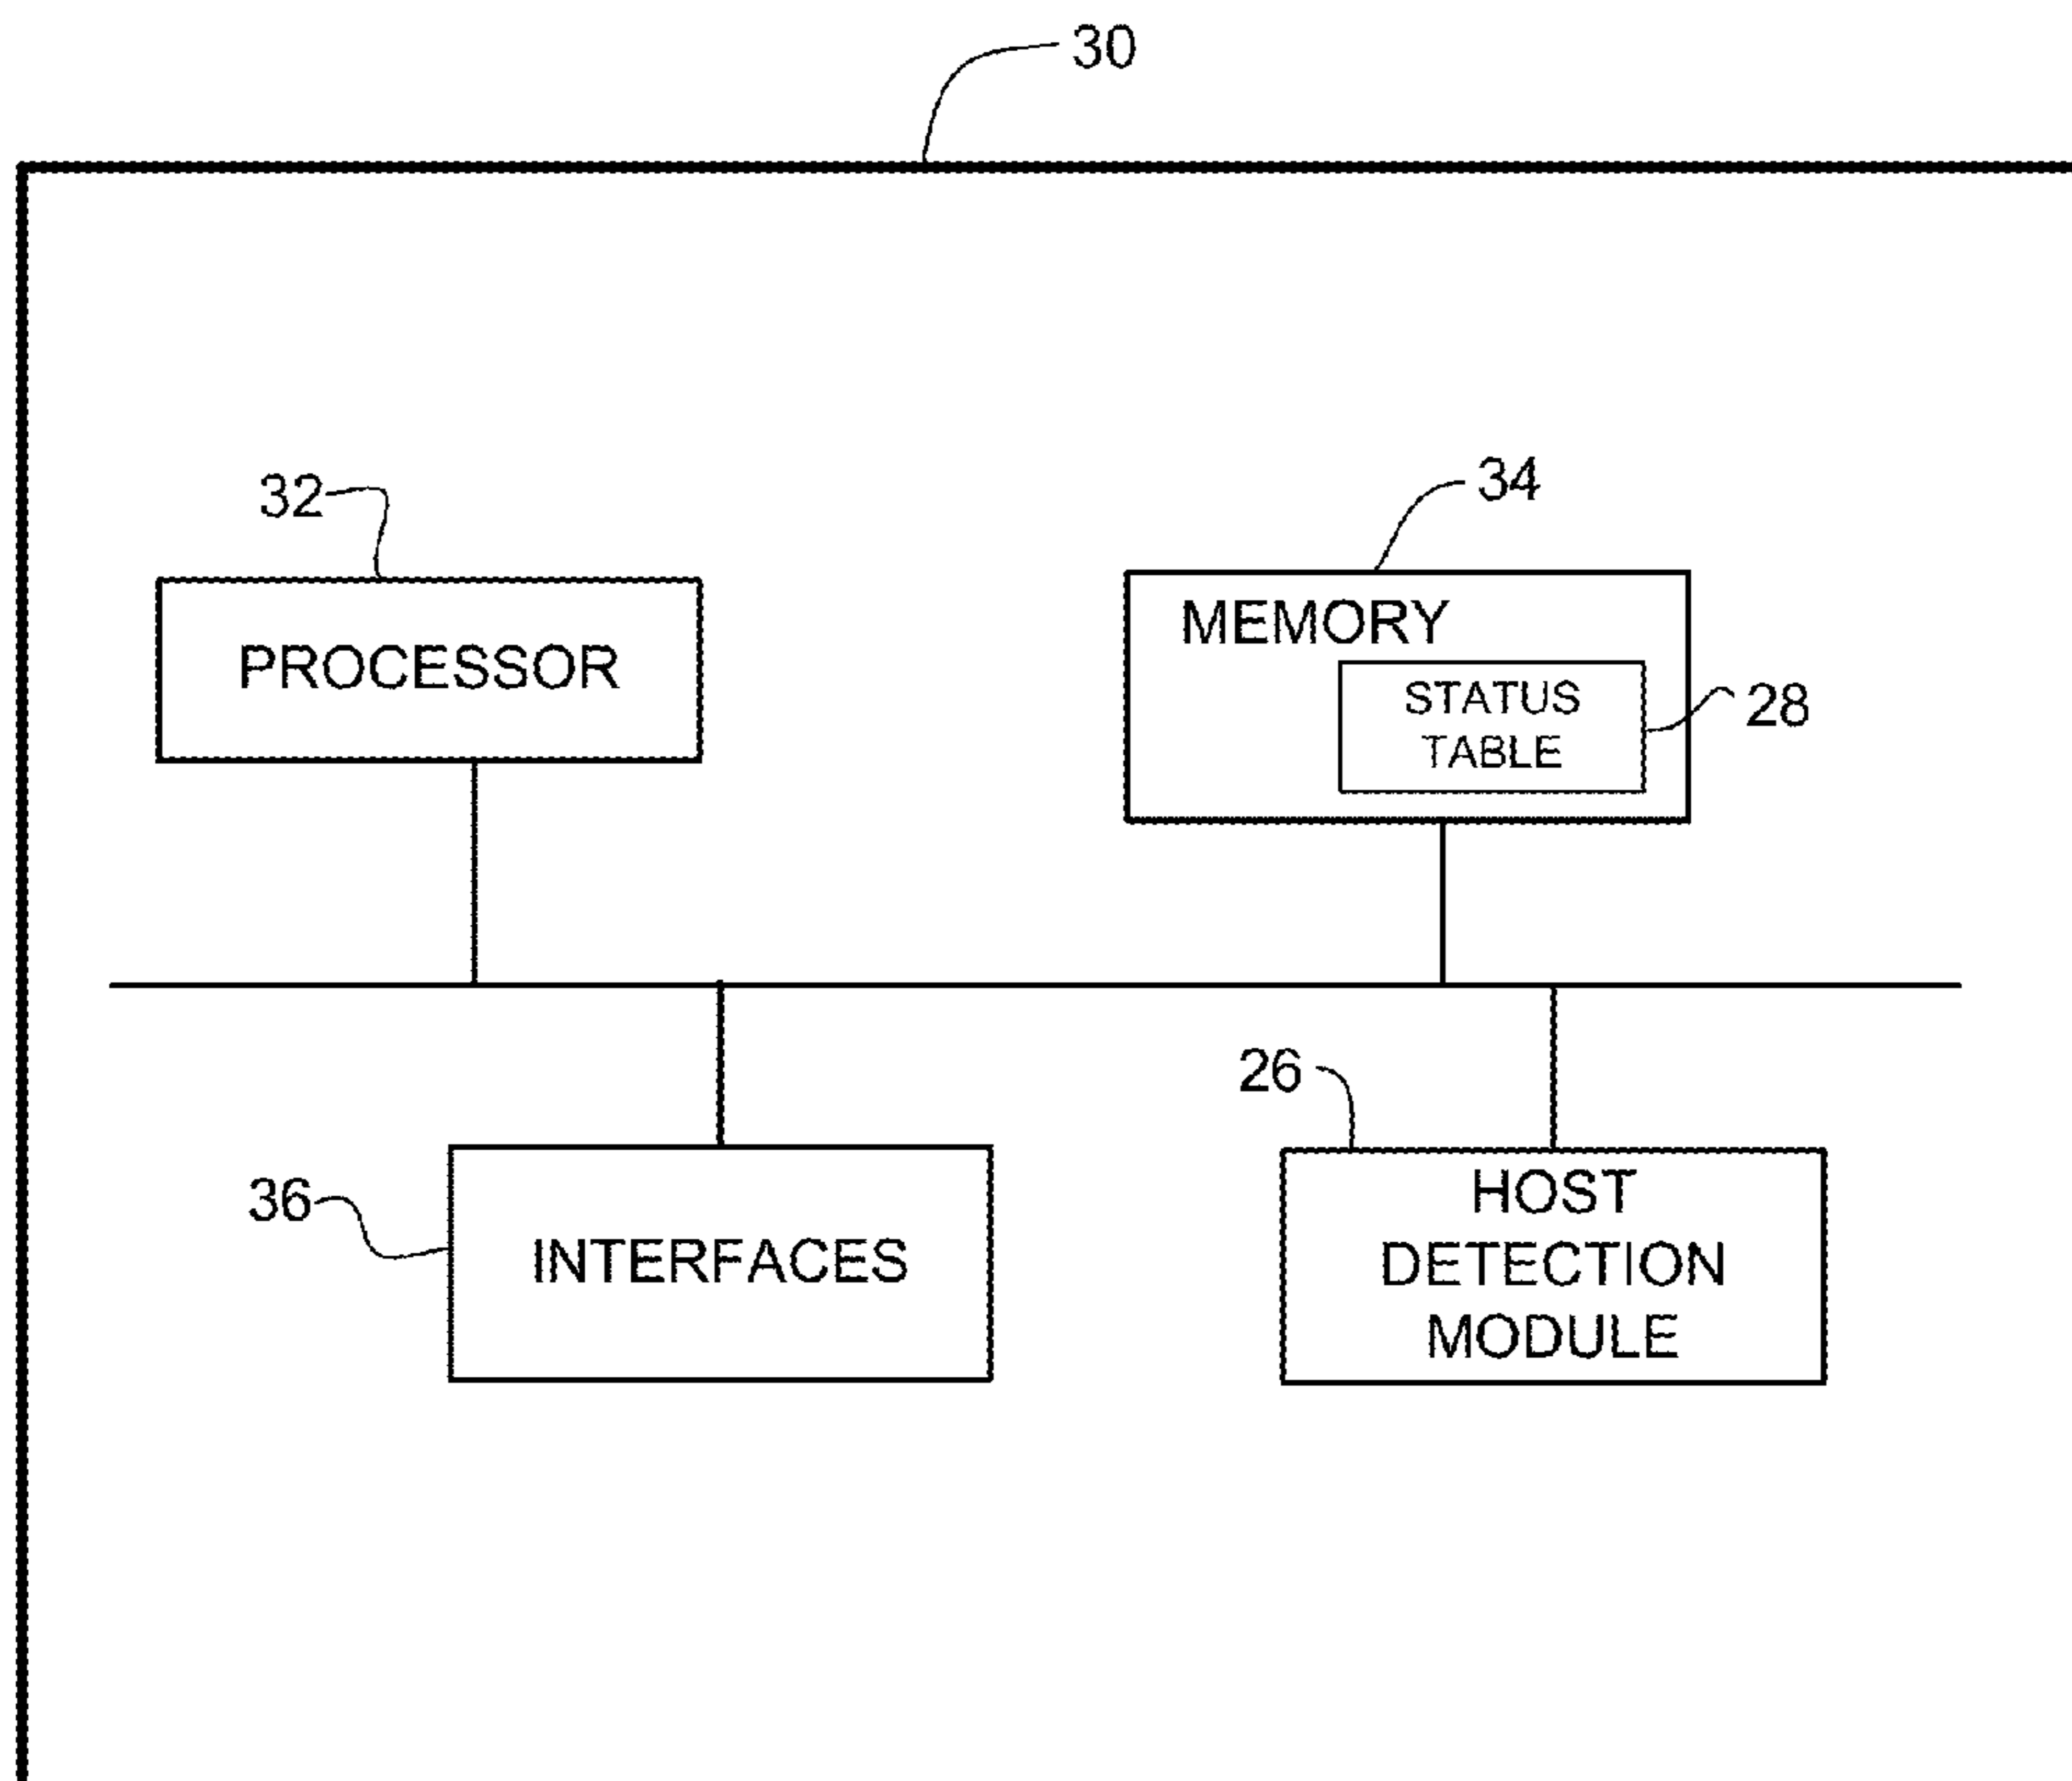 30
32
34
PROCESSOR
MEMORY
STATUS
TABLE
28
26
36
INTERFACES
HOST
DETECTION
MODULE